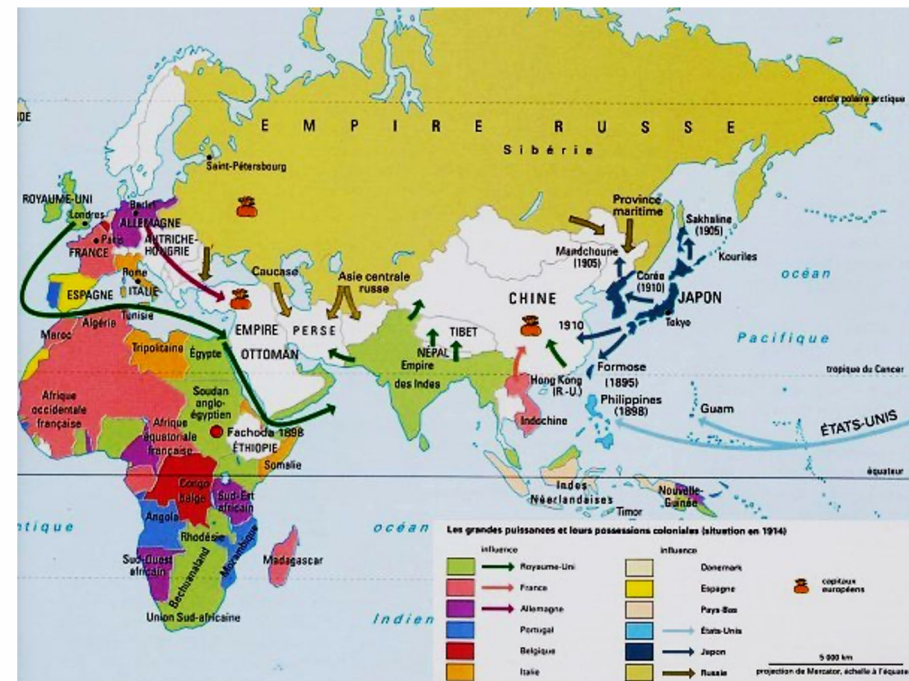 cercle polaire arctique
NDE
EMPIRE RUSSE
Sibérie
Saint-Pétersbourg
ROYAUME-UNI
Londres
Berlin
ALLEMAGNE
Paris
AUTRICHE-
HONGRIE
FRANCE
Province
maritime
Sakhaline
(1905)
Mandchourie
(1905)
Kouriles
Rome
ITALIE
ESPAGNE
Caucase
Asie centrale
russe
Corée
(1910)
océan
CHINE
JAPON
Tokyo
Tunisie
Algérie
Maroc
EMPIRE
OTTOMAN
PERSE
TIBET
1910
Pacifique
Tripolitaine
Égypte
NÉPAL
Empire
des Indes
Formose
(1895)
tropique du Cancer
Hong Kong
(R.-U.)
Soudan
anglo-
égyptien
Philippines
(1898)
Afrique
occidentale
française
Guam
ÉTATS-UNIS
Indochine
Afrique
équatoriale
française
Fachoda 1898
ÉTHIOPIE
Somalie
équateur
Congo
belge
Indes
Néerlandaises
Nouvelle-
Guinée
Sud-Est
africain
Timor
ntique
Angola
océan
Rhodésie
Mozambique
Madagascar
Sud-Ouest
africain
Bechuanaland
Indien
Union Sud-africaine
Les grandes puissances et leurs possessions coloniales (situation en 1914)
influence
influence
Royaume-Uni
Danemark
capitaux
européens
France
Espagne
Allemagne
Pays-Bas
Portugal
États-Unis
Belgique
Japon
5 000 km
Italie
Russie
projection de Mercator, échelle à l'équate